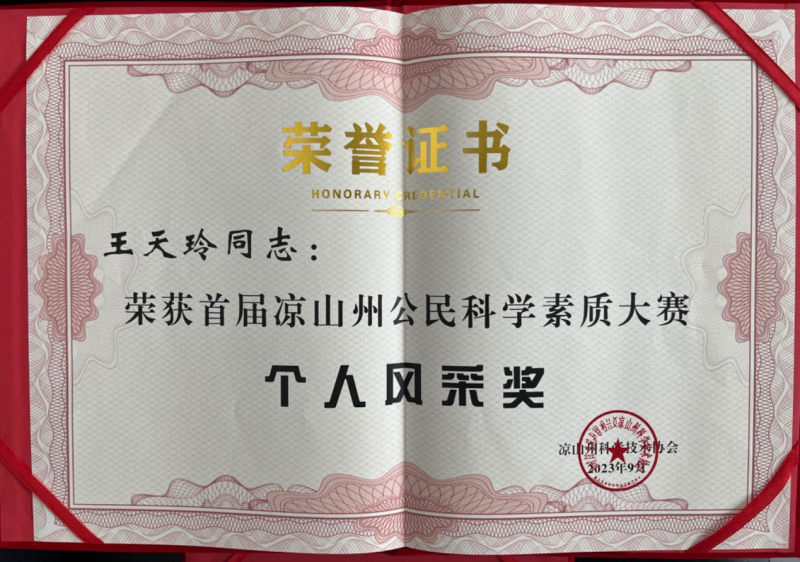 荣誉证书
HONORARY CREDENTIAL
王天玲同志：
荣获首届凉山州公民科学素质大赛
个人风采奖
凉山州科学技术协会
2023年9月